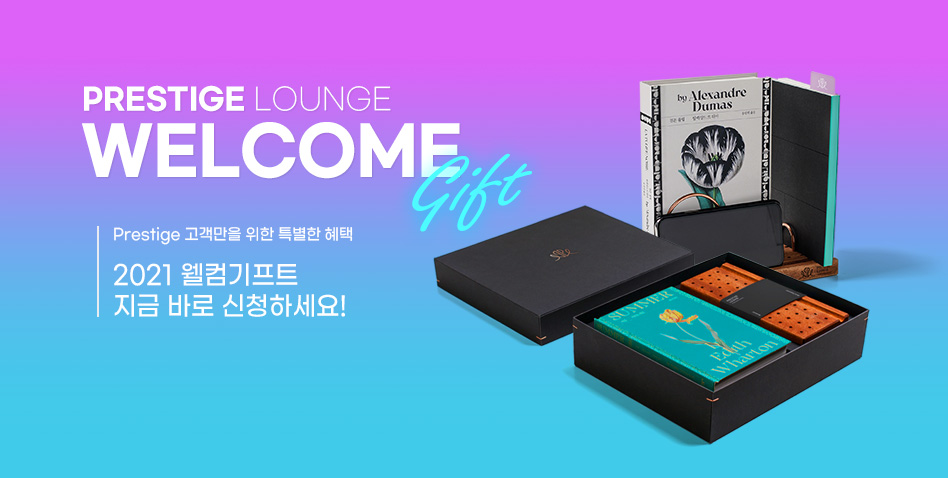 PRESTIGE LOUNGE
WELCOME
Gift
Prestige 고객만을 위한 특별한 혜택
2021 웰컴기프트
지금 바로 신청하세요!
by Alexandre
Dumas
SUMMER
by
Edith
Wharton